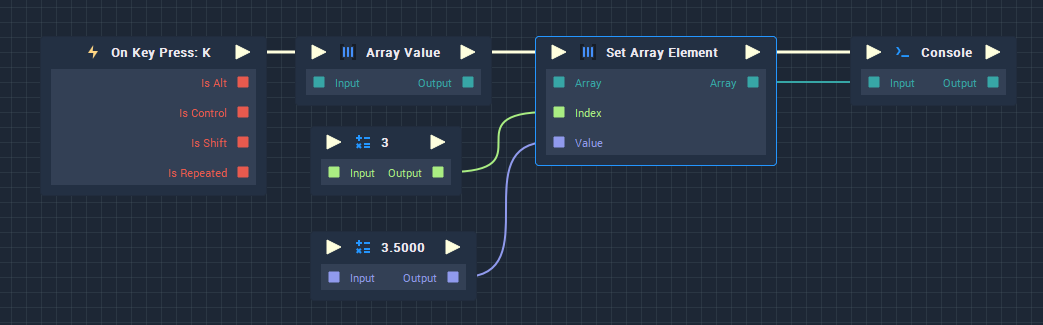 On Key Press: K
Is Alt
Is Control
Is Shift
Is Repeated
Array Value
Input Output
3
Input Output
3.5000
Input Output
Set Array Element
Array Array
Index
Value
Console
Input Output